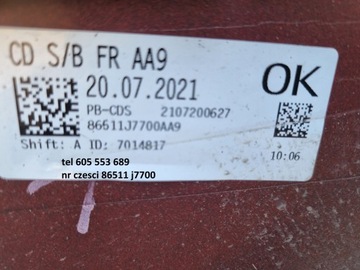 CD S/B FR AA9
20.07.2021
OK
PB-CDS 2107200627
86611J7700AA9
Shift: A ID: 7014817
10:06
tel 605 553 689
nr czesci 86511 j7700